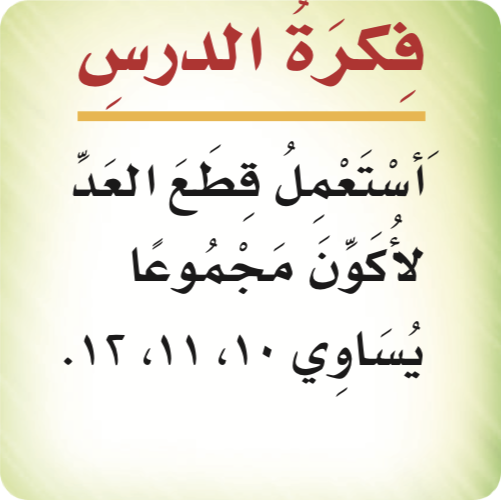 فِكرَةُ الدرسِ
أَسْتَعْمِلُ قِطَعَ العَدِّ
لأُكَوِّنَ مَجْمُوعًا
يُسَاوِي ١٠، ١١، ١٢.